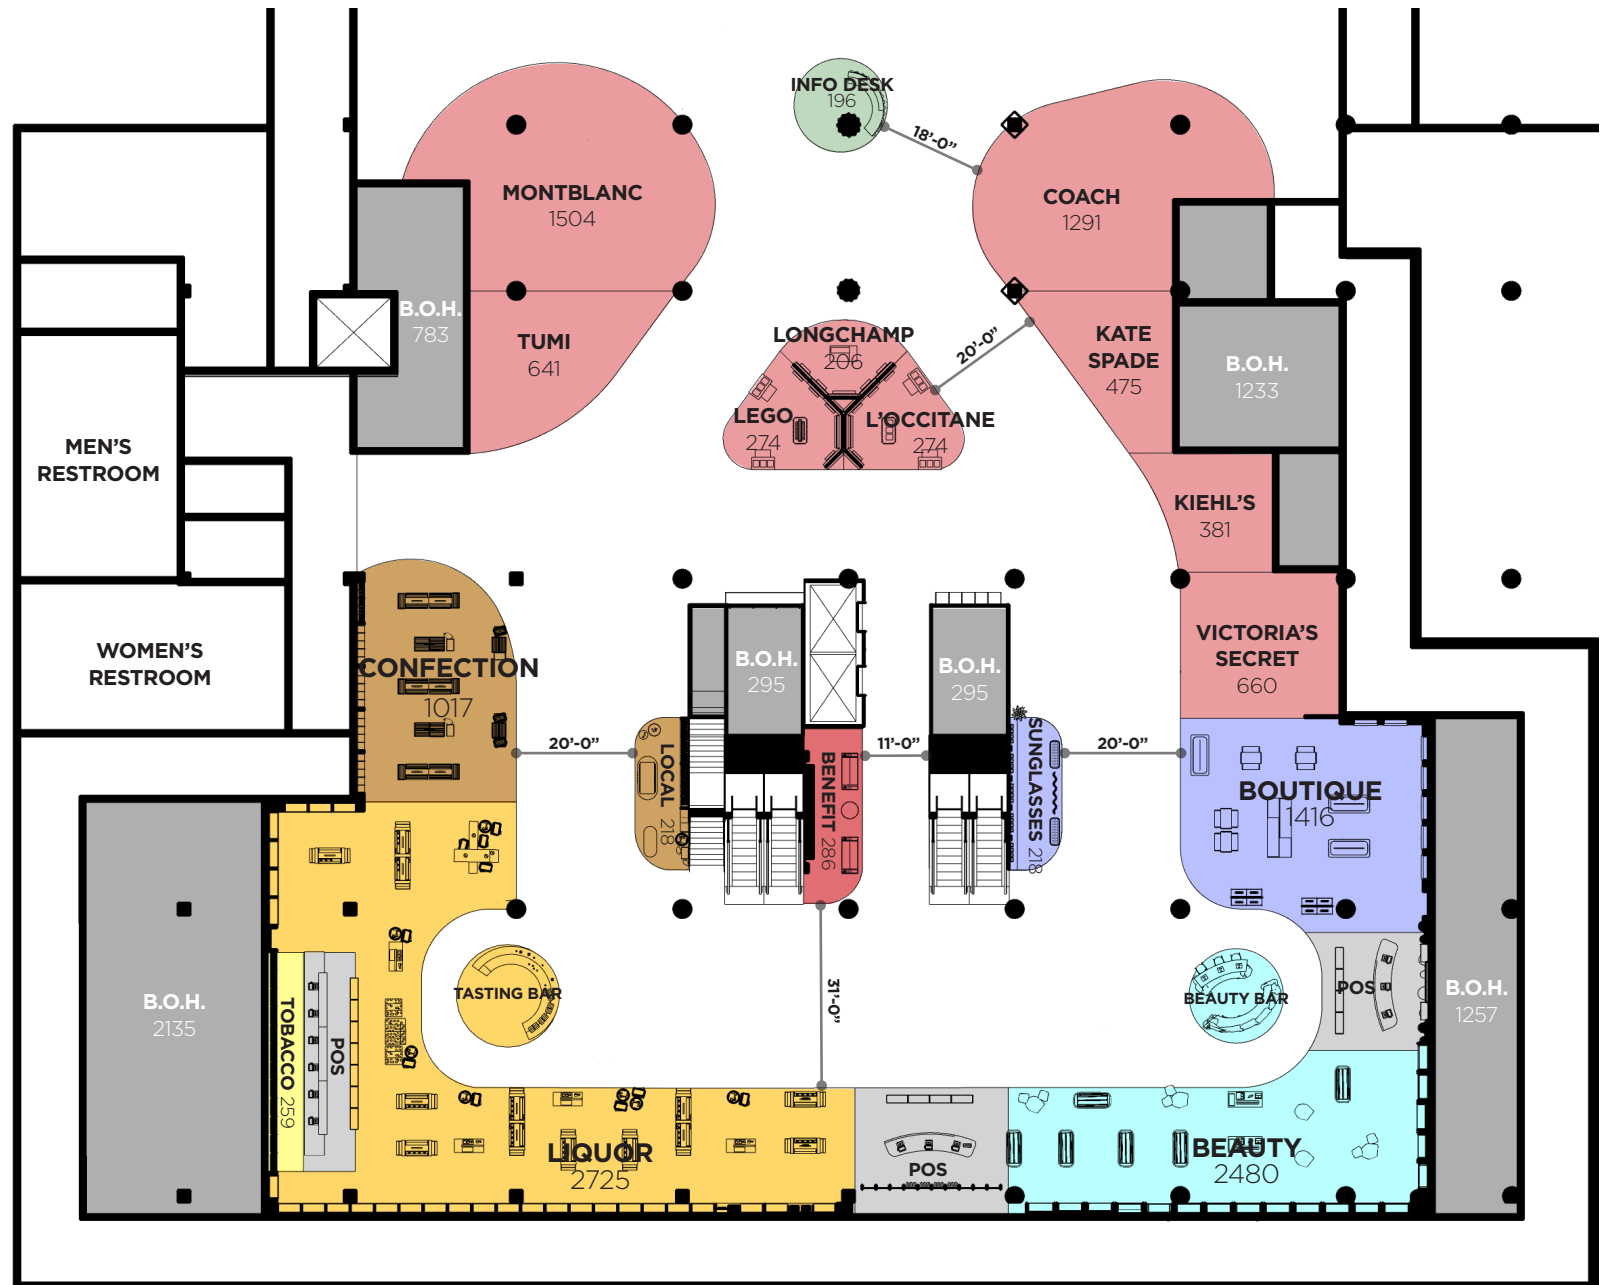 INFO DESK
196
18'-0"
MONTBLANC
1504
COACH
1291
B.O.H.
783
TUMI
641
LONGCHAMP
206
20'-0"
KATE
SPADE
475
B.O.H.
1233
LEGO
274
L'OCCITANE
274
MEN'S
RESTROOM
KIEHL'S
381
WOMEN'S
RESTROOM
CONFECTION
1017
B.O.H.
295
B.O.H.
295
VICTORIA'S
SECRET
660
20'-0"
LOCAL 218
BENEFIT 286
11'-0"
SUNGLASSES 218
20'-0"
BOUTIQUE
1416
B.O.H.
2135
TOBACCO 259
POS
TASTING BAR
31'-0"
BEAUTY BAR
POS
B.O.H.
1257
LIQUOR
2725
POS
BEAUTY
2480